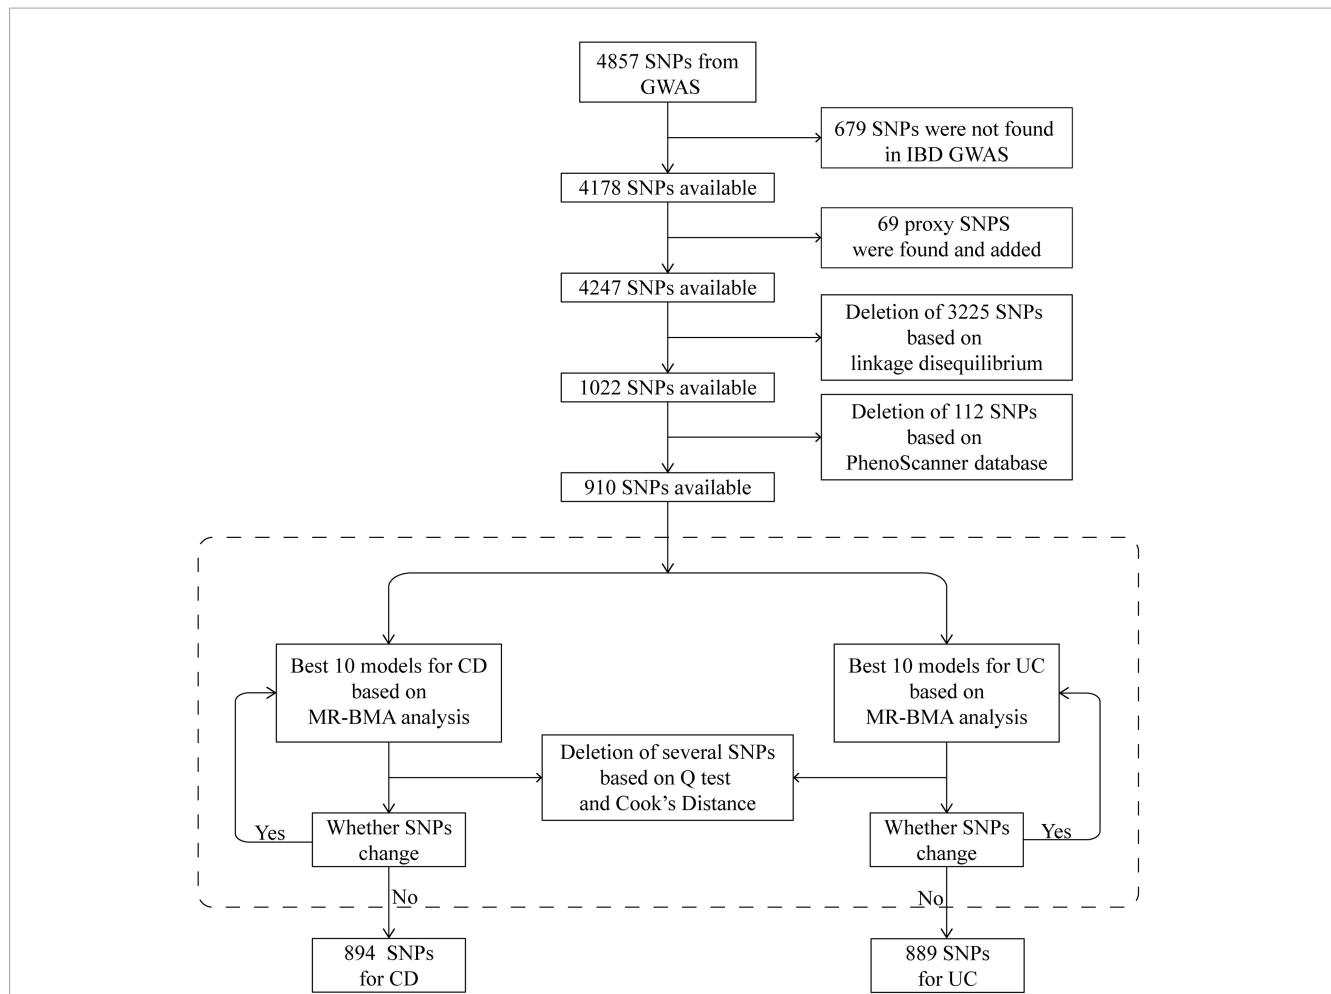 4857 SNPs from
GWAS
679 SNPs were not found
in IBD GWAS
4178 SNPs available
69 proxy SNPS
were found and added
4247 SNPs available
Deletion of 3225 SNPs
based on
linkage disequilibrium
1022 SNPs available
Deletion of 112 SNPs
based on
PhenoScanner database
910 SNPs available
Best 10 models for CD
based on
MR-BMA analysis
Best 10 models for UC
based on
MR-BMA analysis
Deletion of several SNPs
based on Q test
and Cook's Distance
Yes
Whether SNPs
change
Whether SNPs
change
Yes
No
No
894 SNPs
for CD
889 SNPs
for UC